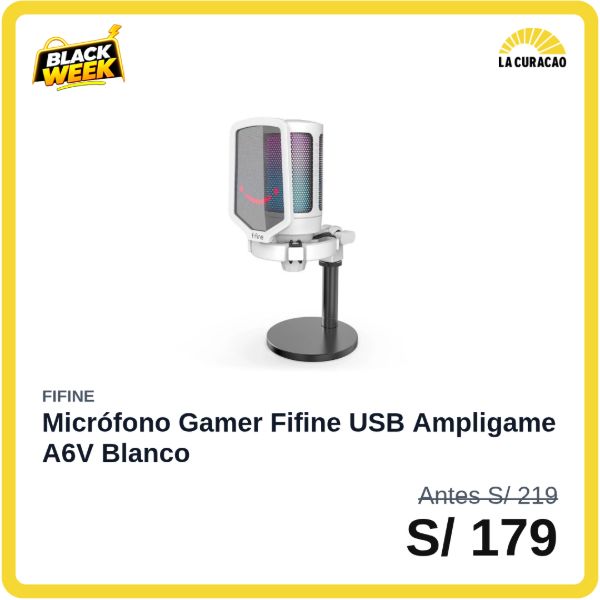 BLACK
WEEK
LA CURACAO
fifine
FIFINE
Micrófono Gamer Fifine USB Ampligame
A6V Blanco
Antes S/ 219
S/ 179